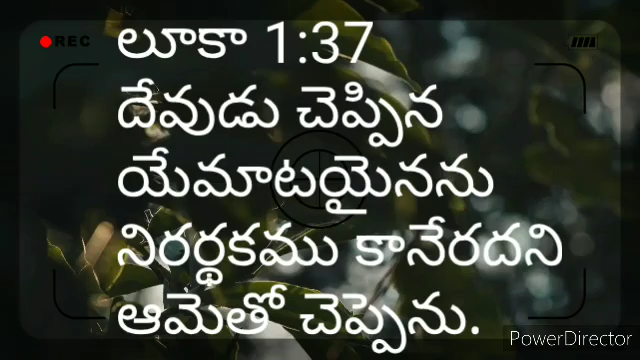 REC
లూకా 1:37
దేవుడు చెప్పిన
యేమాటయైనను
నిరర్థకము కానేరదని
ఆమెతో చెప్పెను.
PowerDirector